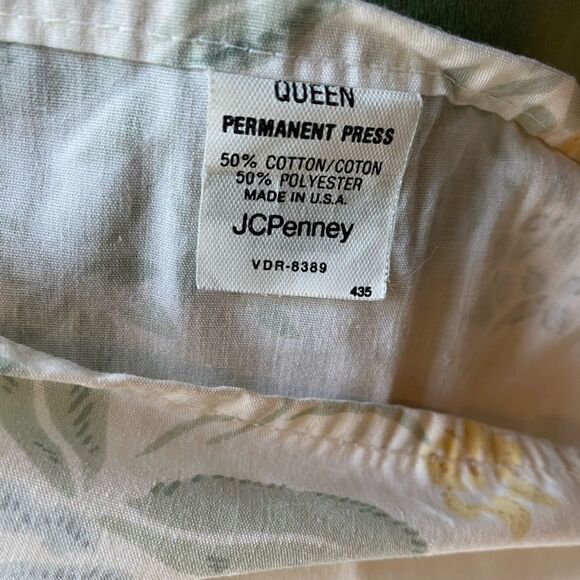 QUEEN
PERMANENT PRESS
50% COTTON/COTON
50% POLYESTER
MADE IN U.S.A.
JCPenney
VDR-8389
435